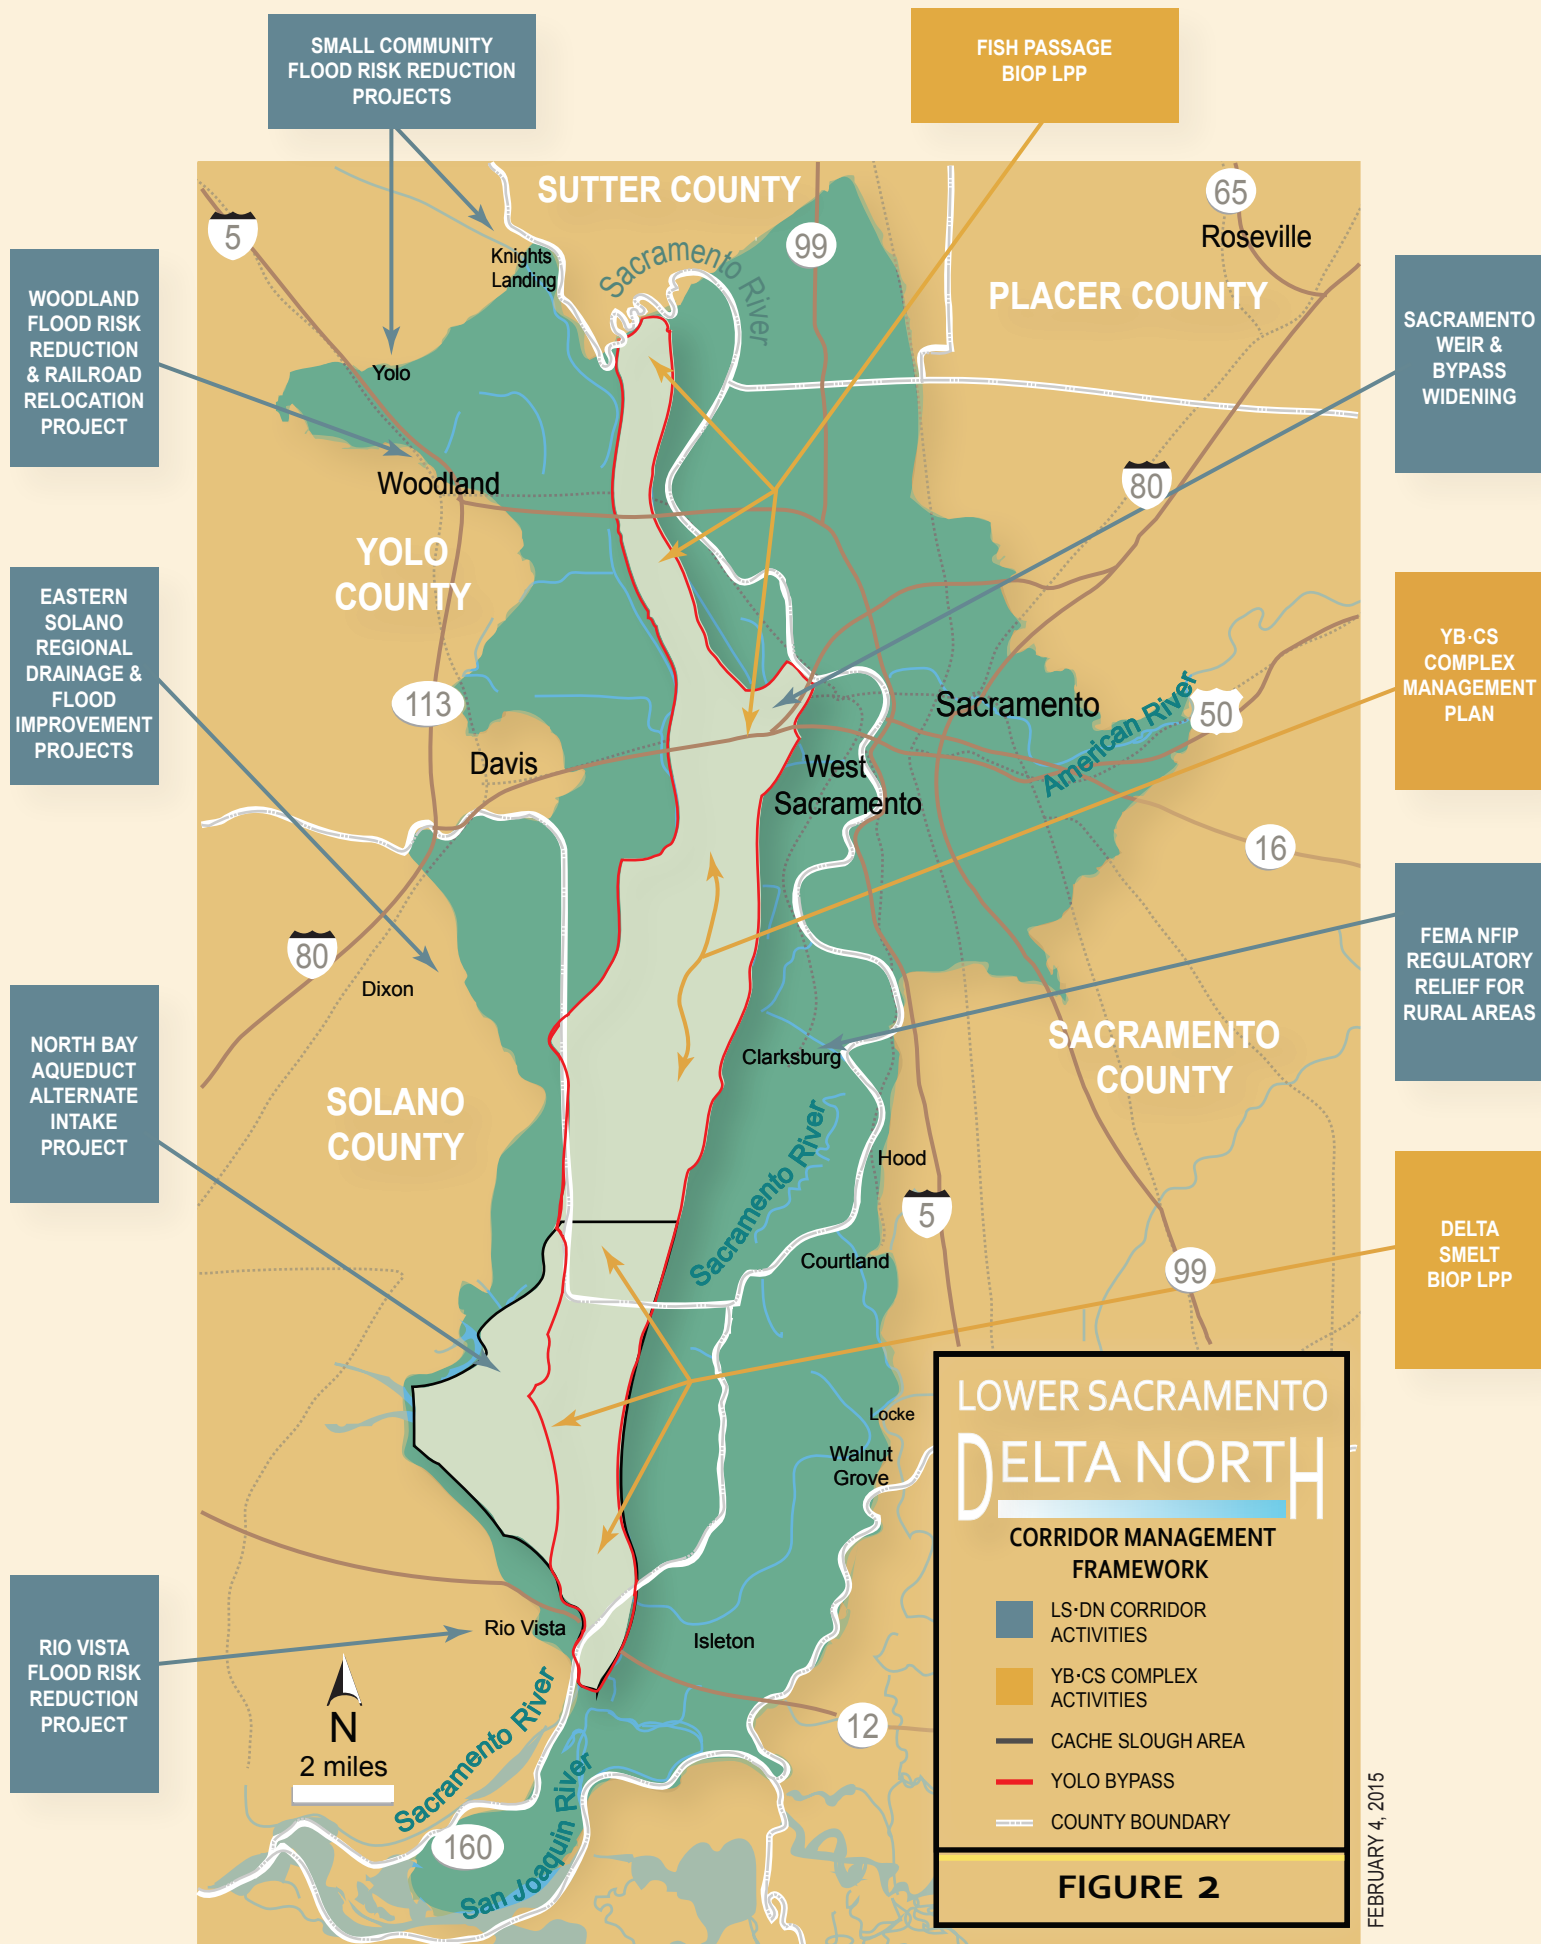 SMALL COMMUNITY
FLOOD RISK REDUCTION
PROJECTS
FISH PASSAGE
BIOP LPP
WOODLAND
FLOOD RISK
REDUCTION
& RAILROAD
RELOCATION
PROJECT
EASTERN
SOLANO
REGIONAL
DRAINAGE &
FLOOD
IMPROVEMENT
PROJECTS
NORTH BAY
AQUEDUCT
ALTERNATE
INTAKE
PROJECT
RIO VISTA
FLOOD RISK
REDUCTION
PROJECT
SACRAMENTO
WEIR &
BYPASS
WIDENING
YB·CS
COMPLEX
MANAGEMENT
PLAN
FEMA NFIP
REGULATORY
RELIEF FOR
RURAL AREAS
DELTA
SMELT
BIOP LPP
SUTTER COUNTY
65
5
Roseville
99
Knights
Landing
Sacramento River
PLACER COUNTY
Yolo
Woodland
80
YOLO
COUNTY
113
Sacramento
American River
50
Davis
West
Sacramento
16
80
Dixon
SACRAMENTO
COUNTY
Clarksburg
SOLANO
COUNTY
Sacramento River
Hood
5
Courtland
99
Locke
Walnut
Grove
Rio Vista
Isleton
N
2 miles
Sacramento River
12
160
San Joaquin River
LOWER SACRAMENTO
DELTA NORTH
CORRIDOR MANAGEMENT
FRAMEWORK
LS·DN CORRIDOR
ACTIVITIES
YB·CS COMPLEX
ACTIVITIES
CACHE SLOUGH AREA
YOLO BYPASS
COUNTY BOUNDARY
FIGURE 2
FEBRUARY 4, 2015